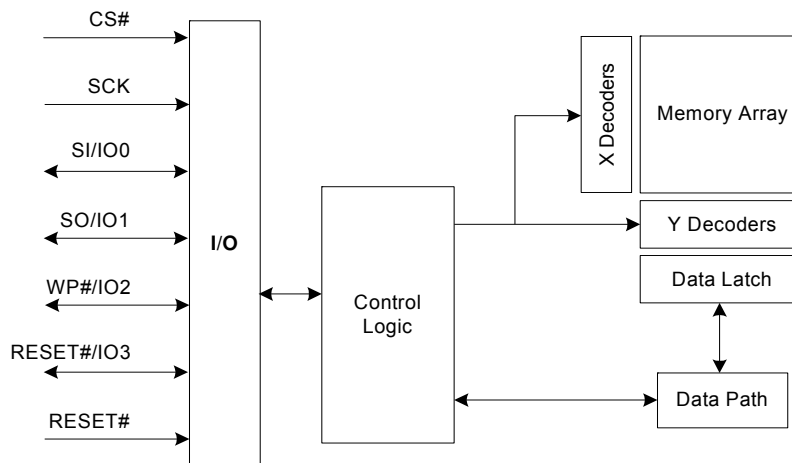 CS#
SCK
SI/IO0
SO/IO1
WP#/IO2
RESET#/IO3
RESET#
I/O
Control
Logic
X Decoders
Memory Array
Y Decoders
Data Latch
Data Path